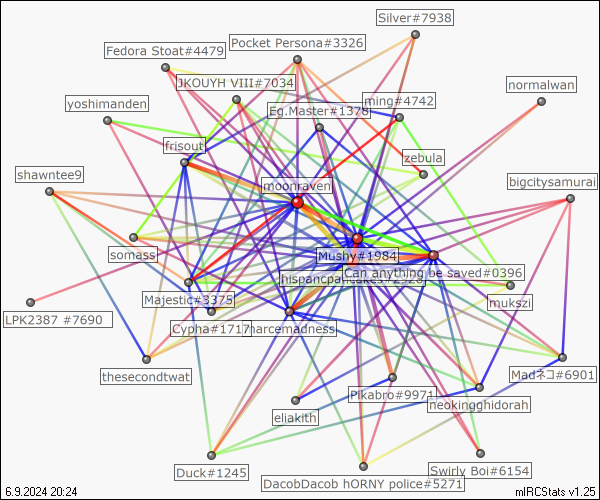 Silver#7938
Pocket Persona#3326
Fedora Stoat#4479
JKOUYH VIII#7034
normalwan
ming#4742
yoshimanden
Eg.Master#1378
frisout
zebula
shawntee9
moonraven
bigcitysamurai
somass
Mushy#1984
Can anything be saved#0396
Majestic#3375
mukszi
LPK2387 #7690
Cypha#1717
narcemadness
thesecondtwat
Madネコ#6901
Pikabro#9971
neokingghidorah
eliakith
Duck#1245
Swirly Boi#6154
DacobDacob hORNY police#5271
6.9.2024 20:24
mIRCStats v1.25